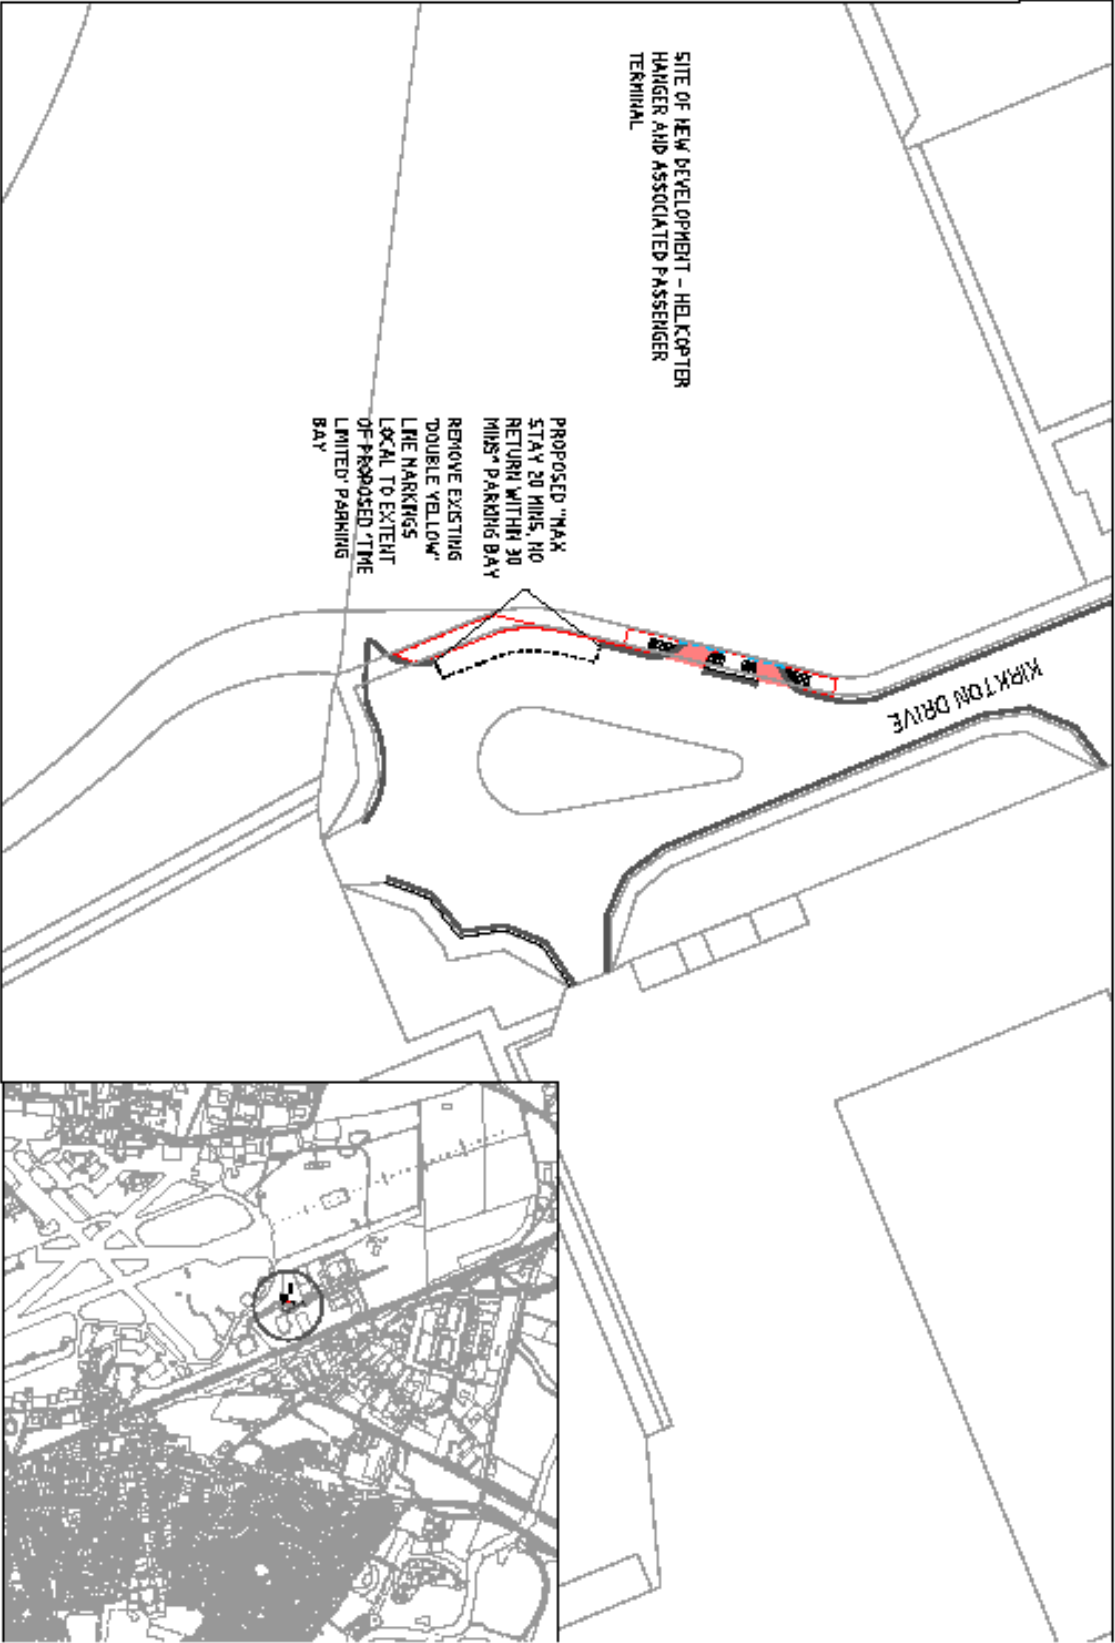 SITE OF NEW DEVELOPMENT - HELICOPTER
HANGER AND ASSOCIATED PASSENGER
TERMINAL
PROPOSED "MAX
STAY 20 MINS, NO
RETURN WITHIN 30
MINS" PARKING BAY
REMOVE EXISTING
'DOUBLE YELLOW'
LINE MARKINGS
LOCAL TO EXTENT
OF PROPOSED 'TIME
LIMITED' PARKING
BAY
KIRKTON DRIVE